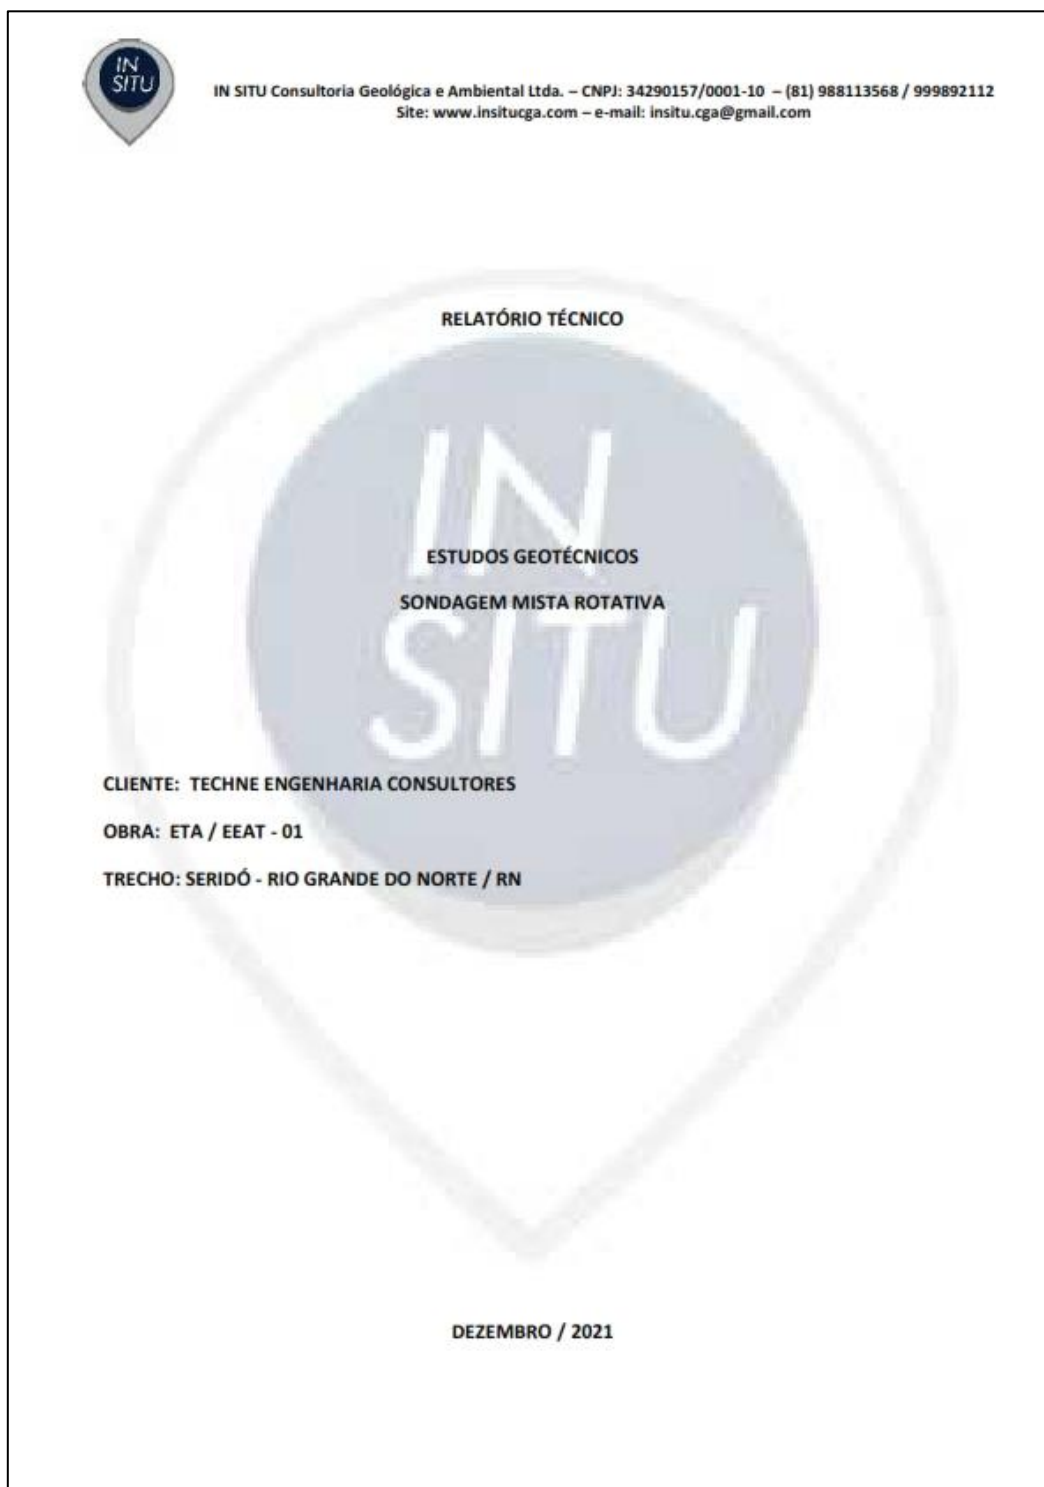 IN
SITU
IN SITU Consultoria Geológica e Ambiental Ltda. – CNPJ: 34290157/0001-10 – (81) 988113568 / 999892112
Site: www.insitucga.com – e-mail: insitu.cga@gmail.com
RELATÓRIO TÉCNICO
IN
ESTUDOS GEOTÉCNICOS
SONDAGEM MISTA ROTATIVA
SITU
CLIENTE: TECHNE ENGENHARIA CONSULTORES
OBRA: ETA / EEAT - 01
TRECHO: SERIDÓ - RIO GRANDE DO NORTE / RN
DEZEMBRO / 2021